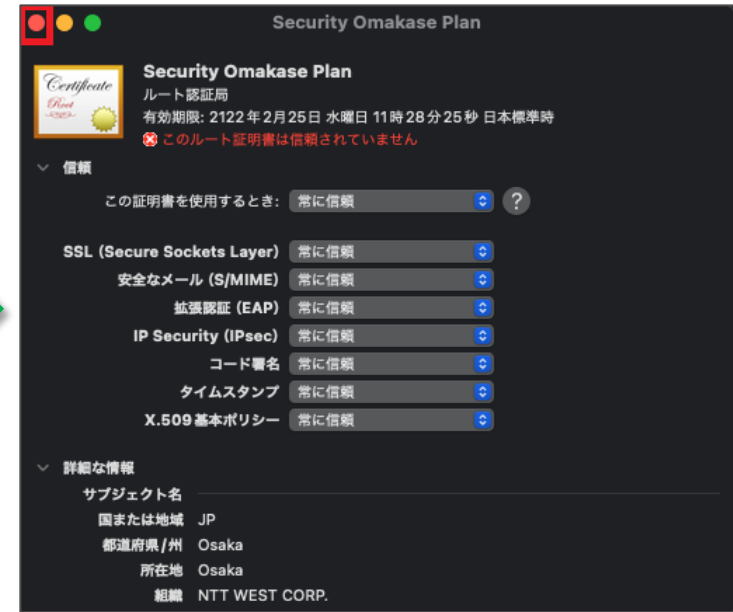 Security Omakase Plan
Certificate
Root
Security Omakase Plan
ルート認証局
有効期限: 2122年2月25日 水曜日 11時28分25秒 日本標準時
このルート証明書は信頼されていません
信頼
この証明書を使用するとき: 常に信頼 ?
SSL (Secure Sockets Layer) 常に信頼
安全なメール (S/MIME) 常に信頼
拡張認証 (EAP) 常に信頼
IP Security (IPsec) 常に信頼
コード署名 常に信頼
タイムスタンプ 常に信頼
X.509基本ポリシー 常に信頼
詳細な情報
サブジェクト名
国または地域 JP
都道府県/州 Osaka
所在地 Osaka
組織 NTT WEST CORP.